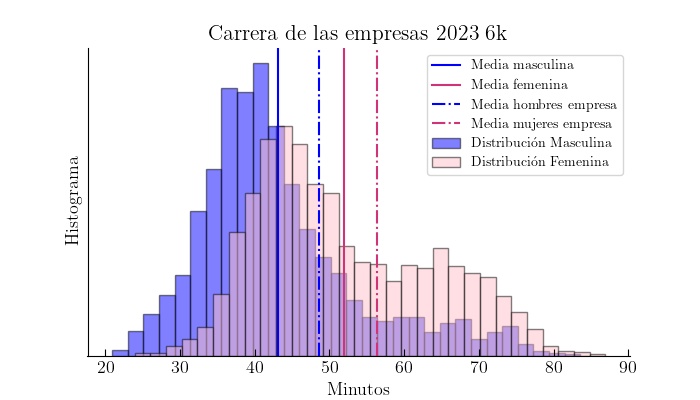 Carrera de las empresas 2023 6k
Media masculina
Media femenina
Media hombres empresa
Media mujeres empresa
Distribución Masculina
Distribución Femenina
Histograma
20 30 40 50 60 70 80 90
Minutos